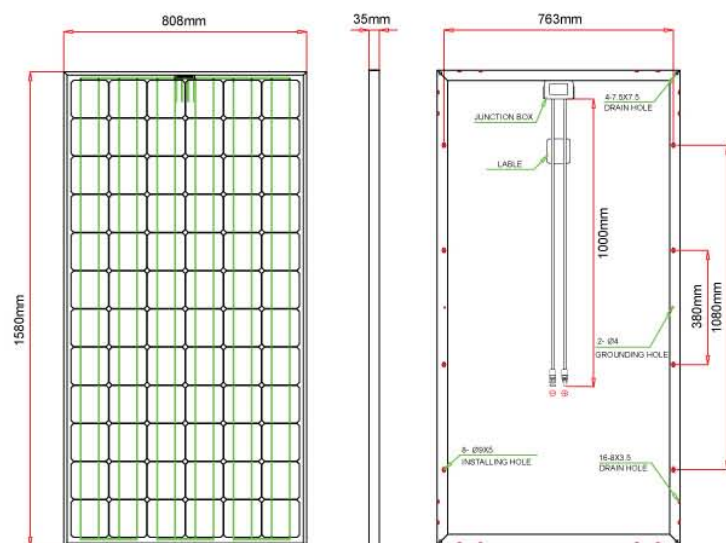 808mm
35mm
763mm
1580mm
4-7.5X7.5
DRAIN HOLE
JUNCTION BOX
LABLE
1000mm
380mm
1080mm
2- Ø4
GROUNDING HOLE
8- Ø9X5
INSTALLING HOLE
16-8X3.5
DRAIN HOLE